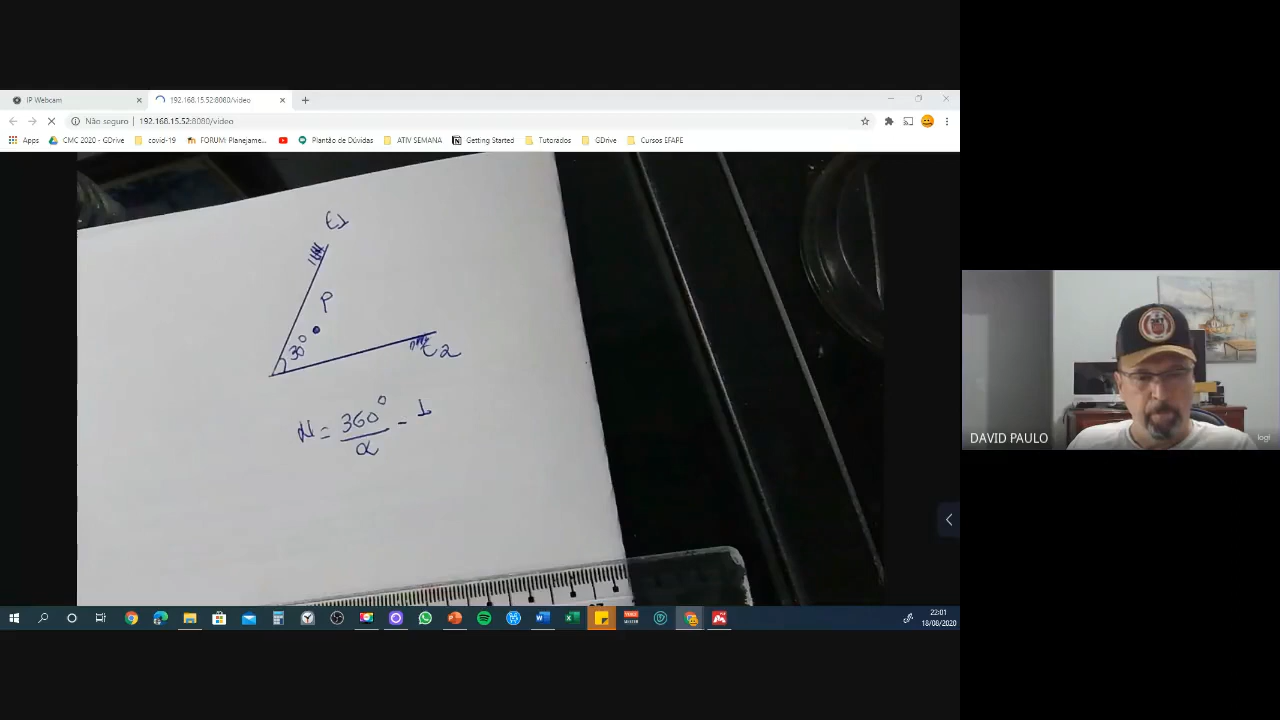 IP Webcam
192.168.15.52:8080/video
Não seguro
192.168.15.52:8080/video
Apps
CMC 2020 - GDrive
covid-19
FORUM: Planejame...
Plantão de Dúvidas
ATIV SEMANA
Getting Started
Tutorados
GDrive
Cursos EFAPE
E1
P
30°
E2
N = 360° / α - 1
DAVID PAULO
logi
22:01
18/08/2020